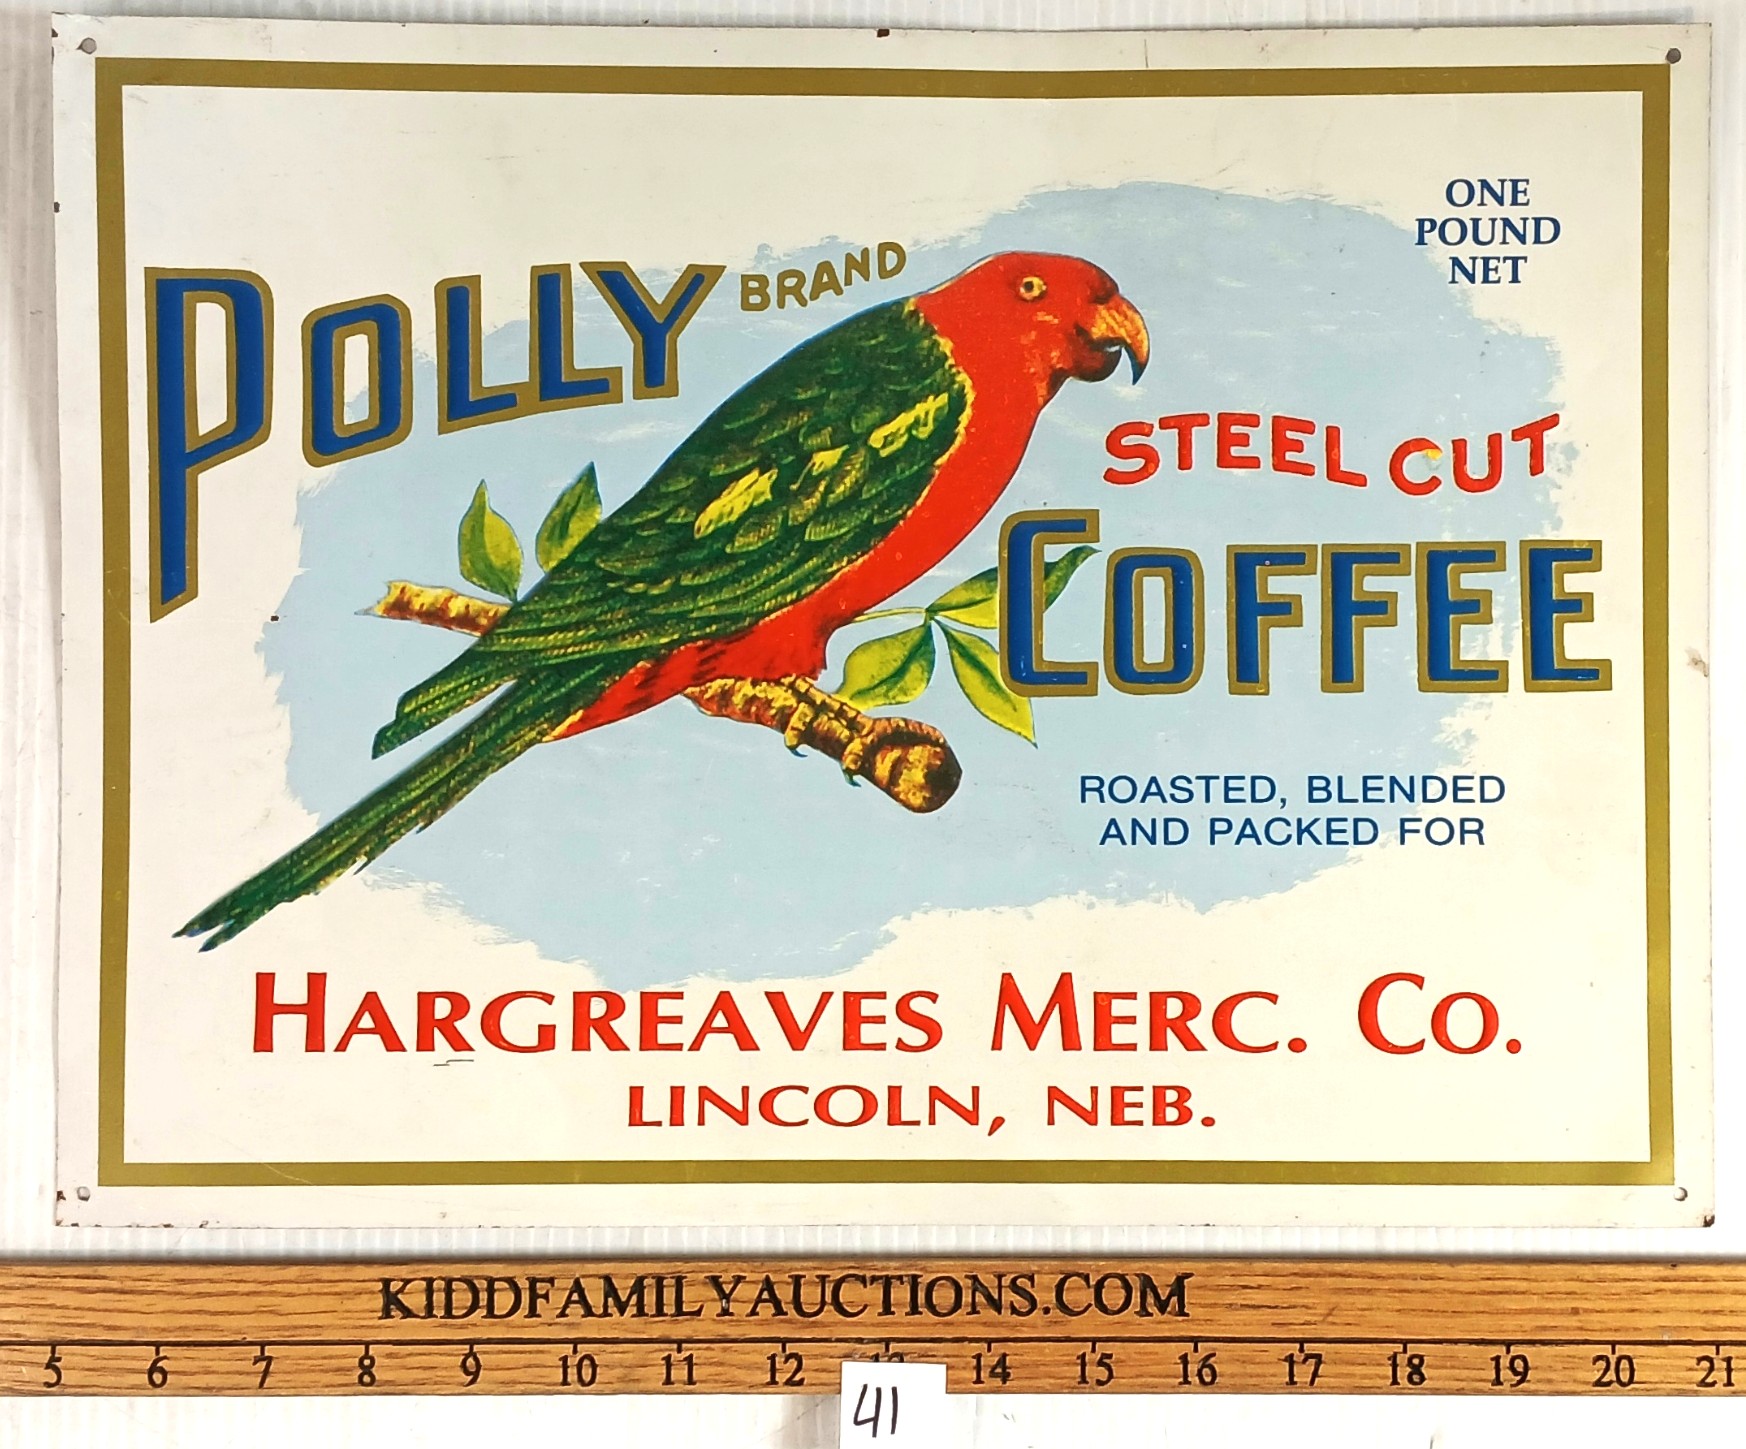 ONE
POUND
NET
POLLY BRAND
STEEL CUT
COFFEE
ROASTED, BLENDED
AND PACKED FOR
HARGREAVES MERC. CO.
LINCOLN, NEB.
KIDDFAMILYAUCTIONS.COM
5 6 7 8 9 10 11 12 13 14 15 16 17 18 19 20 21
41